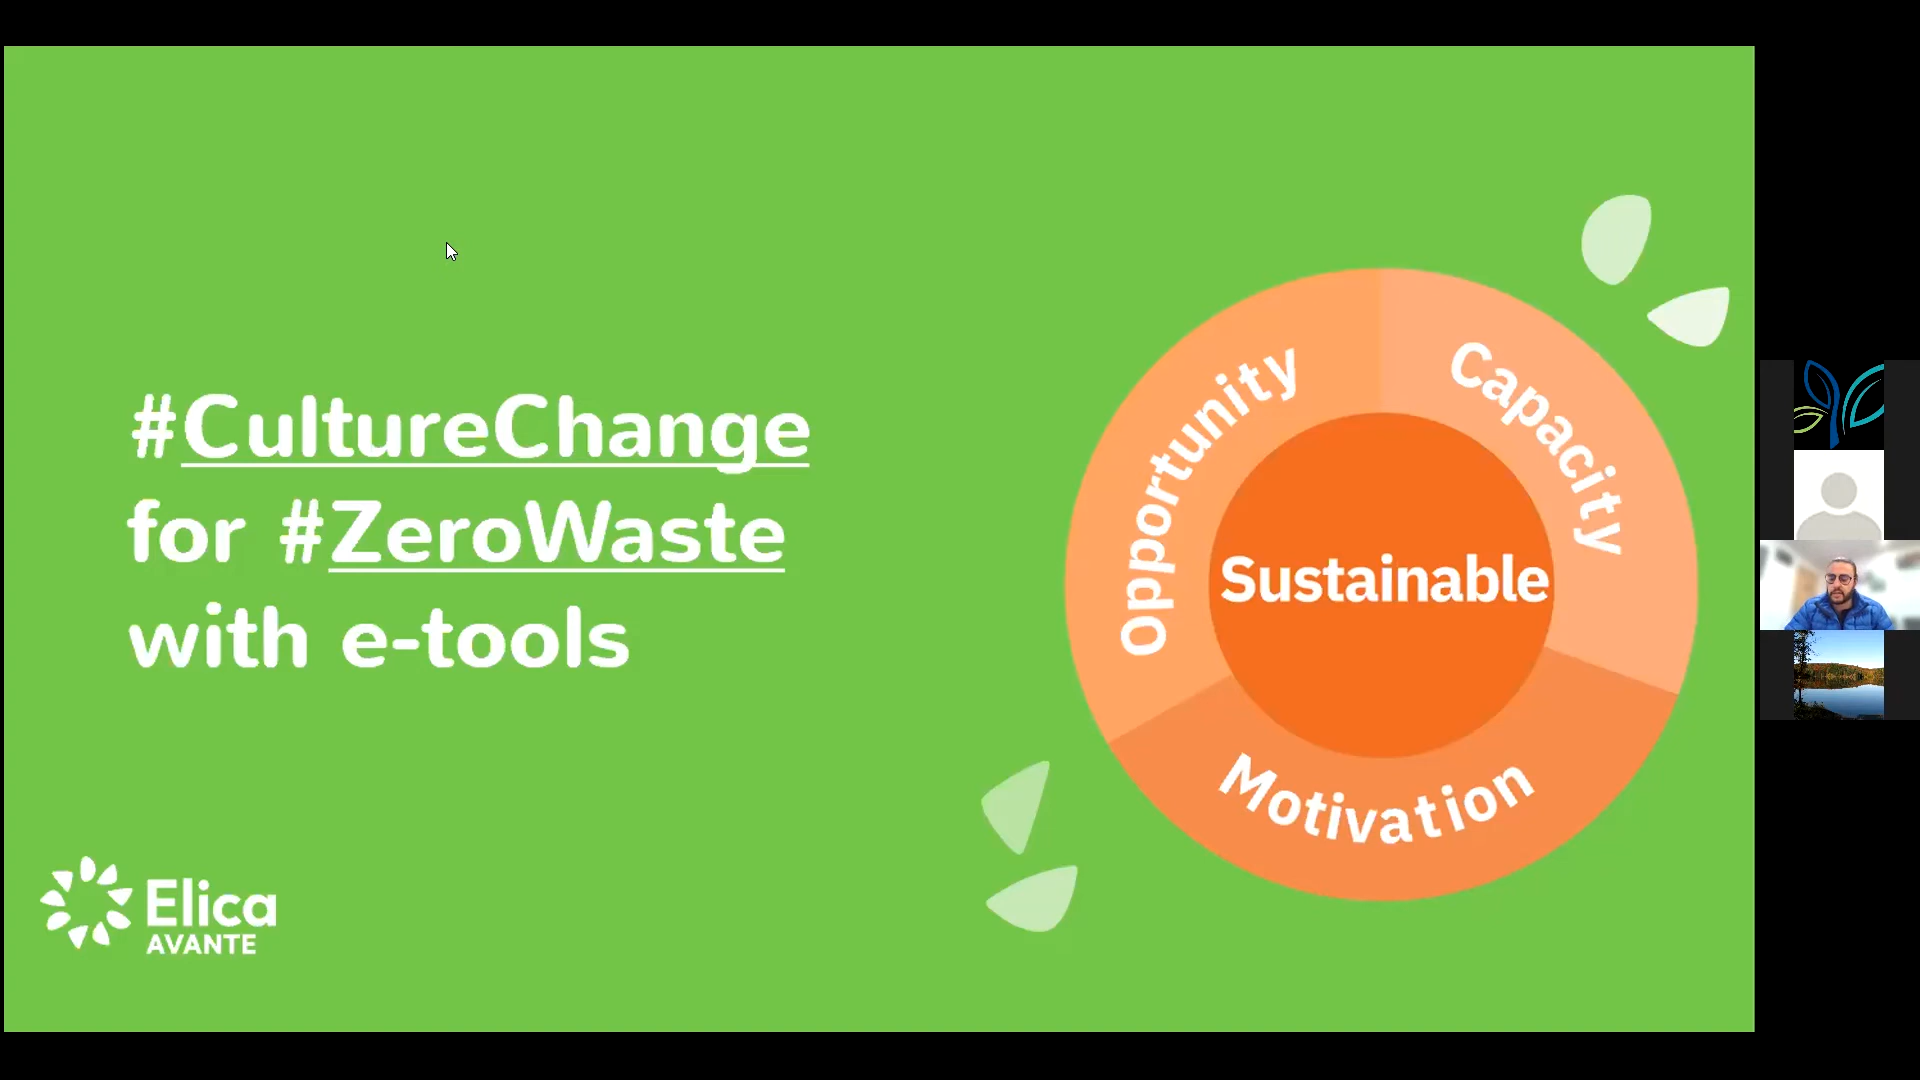 #CultureChange
for #ZeroWaste
with e-tools
Opportunity
Capacity
Sustainable
Motivation
Elica
AVANTE